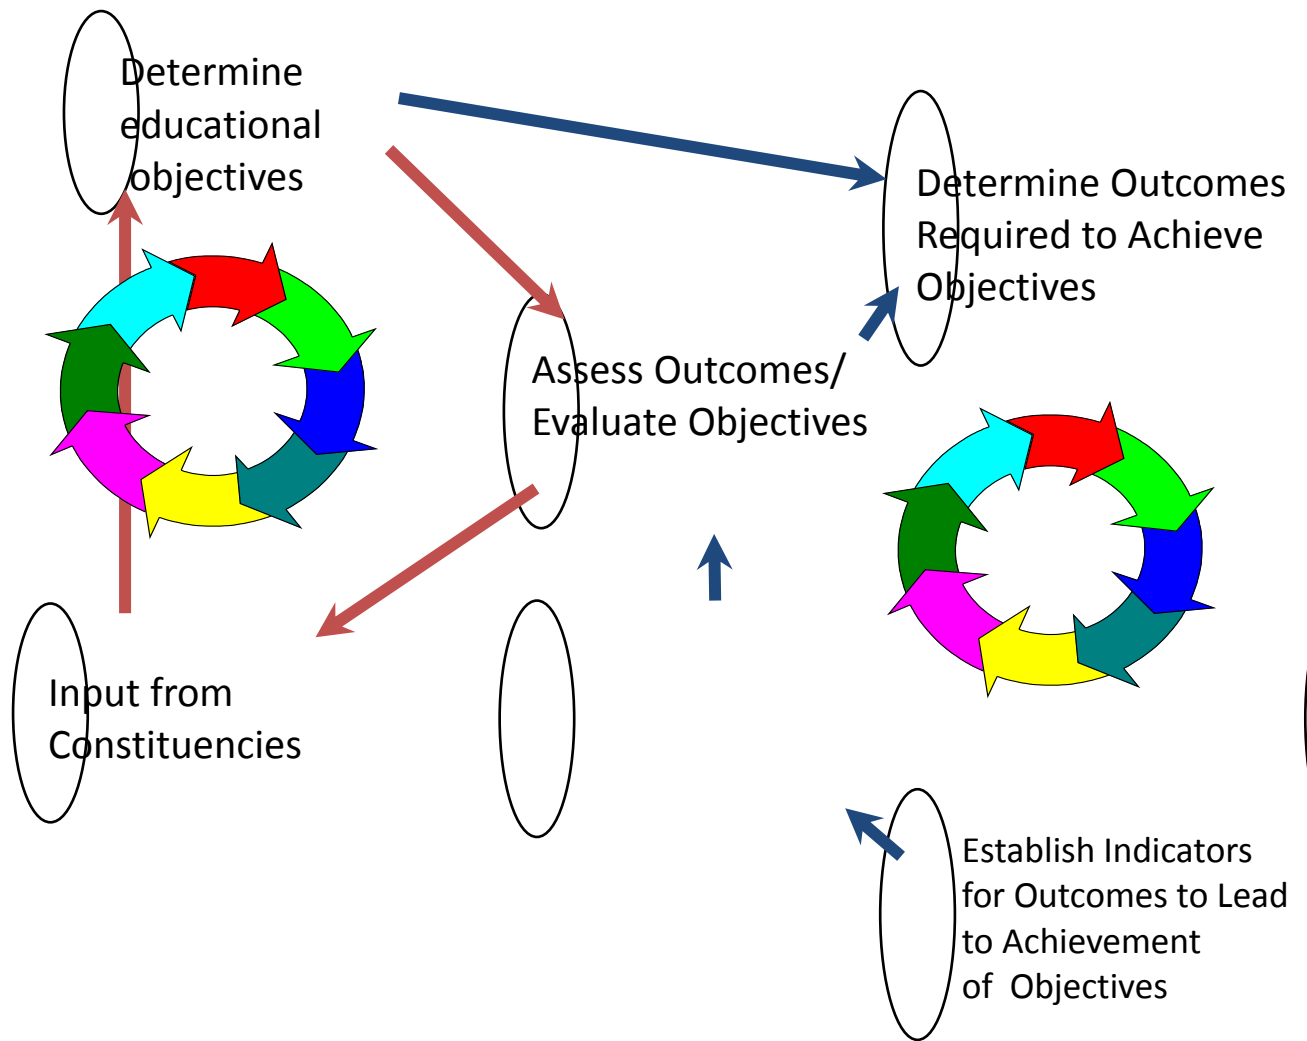 Determine
educational
objectives
Determine Outcomes
Required to Achieve
Objectives
Assess Outcomes/
Evaluate Objectives
Input from
Constituencies
Establish Indicators
for Outcomes to Lead
to Achievement
of Objectives